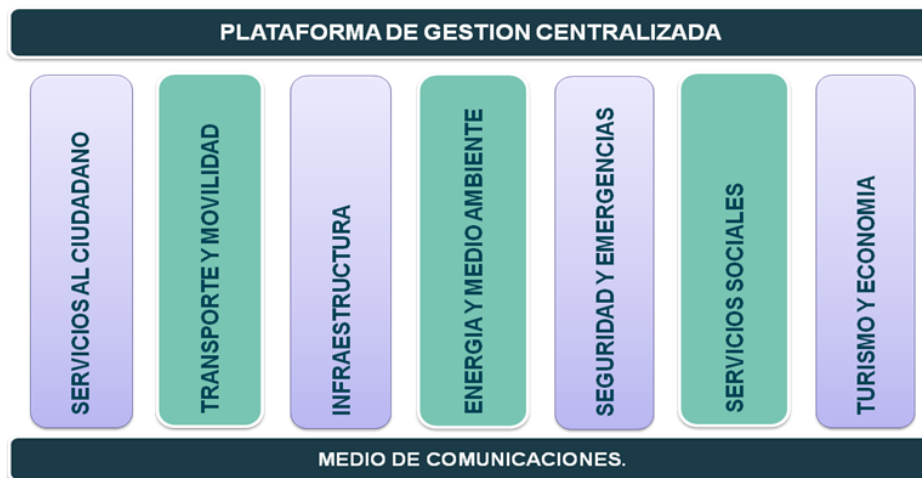 PLATAFORMA DE GESTION CENTRALIZADA
SERVICIOS AL CIUDADANO
TRANSPORTE Y MOVILIDAD
INFRAESTRUCTURA
ENERGIA Y MEDIO AMBIENTE
SEGURIDAD Y EMERGENCIAS
SERVICIOS SOCIALES
TURISMO Y ECONOMIA
MEDIO DE COMUNICACIONES.